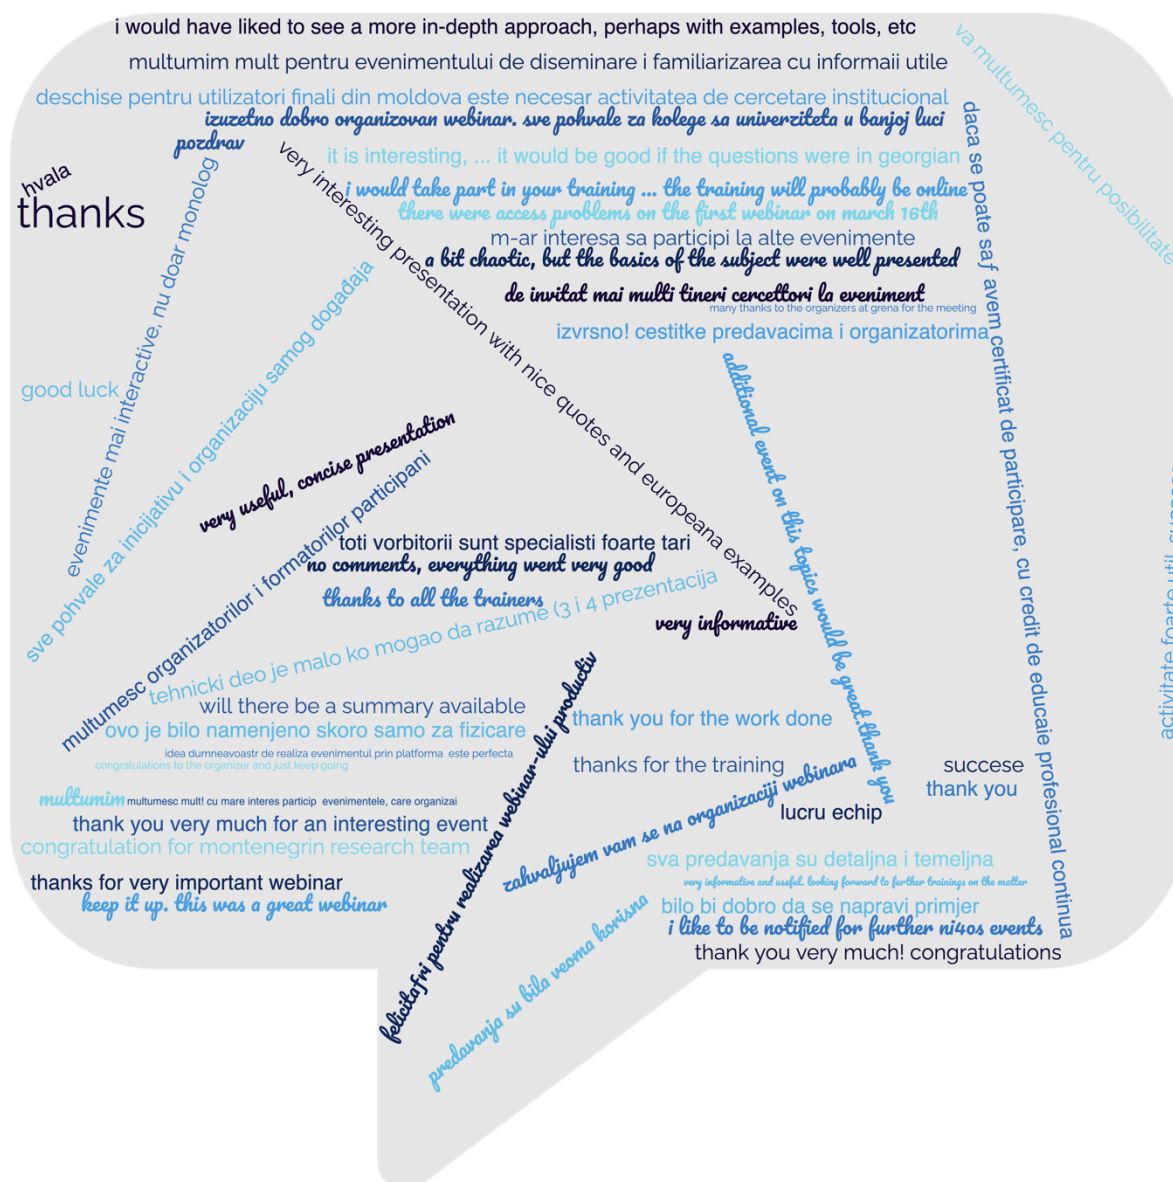 i would have liked to see a more in-depth approach, perhaps with examples, tools, etc
va multumesc pentru posibilitate
multumim mult pentru evenimentului de diseminare i familiarizarea cu informaii utile
deschise pentru utilizatori finali din moldova este necesar activitatea de cercetare institucional
izuzetno dobro organizovan webinar. sve pohvale za kolege sa univerziteta u banjoj luci
pozdrav
daca se poate saƒ avem certificat de participare, cu credit de educaie profesional continua
very interesting presentation with nice quotes and europeana examples
it is interesting, ... it would be good if the questions were in georgian
hvala
thanks
evenimente mai interactive, nu doar monolog
i would take part in your training ... the training will probably be online
there were access problems on the first webinar on march 16th
m-ar interesa sa participi la alte evenimente
a bit chaotic, but the basics of the subject were well presented
sve pohvale za inicijativu i organizaciju samog događaja
de invitat mai multi tineri cercettori la eveniment
many thanks to the organizers at grena for the meeting
izvrsno! cestitke predavacima i organizatorima
additional event on this topics would be great.thank you
good luck
very useful, concise presentation
multumesc organizatorilor i formatorilor participani
activitate foarte util
toti vorbitorii sunt specialisti foarte tari
no comments, everything went very good
tehnicki deo je malo ko mogao da razume (3 i 4 prezentacija
thanks to all the trainers
very informative
felicitaƒri pentru realizarea webinar-ului productiv
will there be a summary available
thank you for the work done
ovo je bilo namenjeno skoro samo za fizicare
idea dumneavoastr de realiza evenimentul prin platforma este perfecta
congratulations to the organizer and just keep going
thanks for the training
zahvaljujem vam se na organizaciji webinara
succese
thank you
multumim
multumesc mult! cu mare interes particip evenimentele, care organizai
lucru echip
thank you very much for an interesting event
congratulation for montenegrin research team
sva predavanja su detaljna i temeljna
thanks for very important webinar
very informative and useful. looking forward to further trainings on the matter
keep it up. this was a great webinar
predavanja su bila veoma korisna
bilo bi dobro da se napravi primjer
i like to be notified for further ni4os events
thank you very much! congratulations